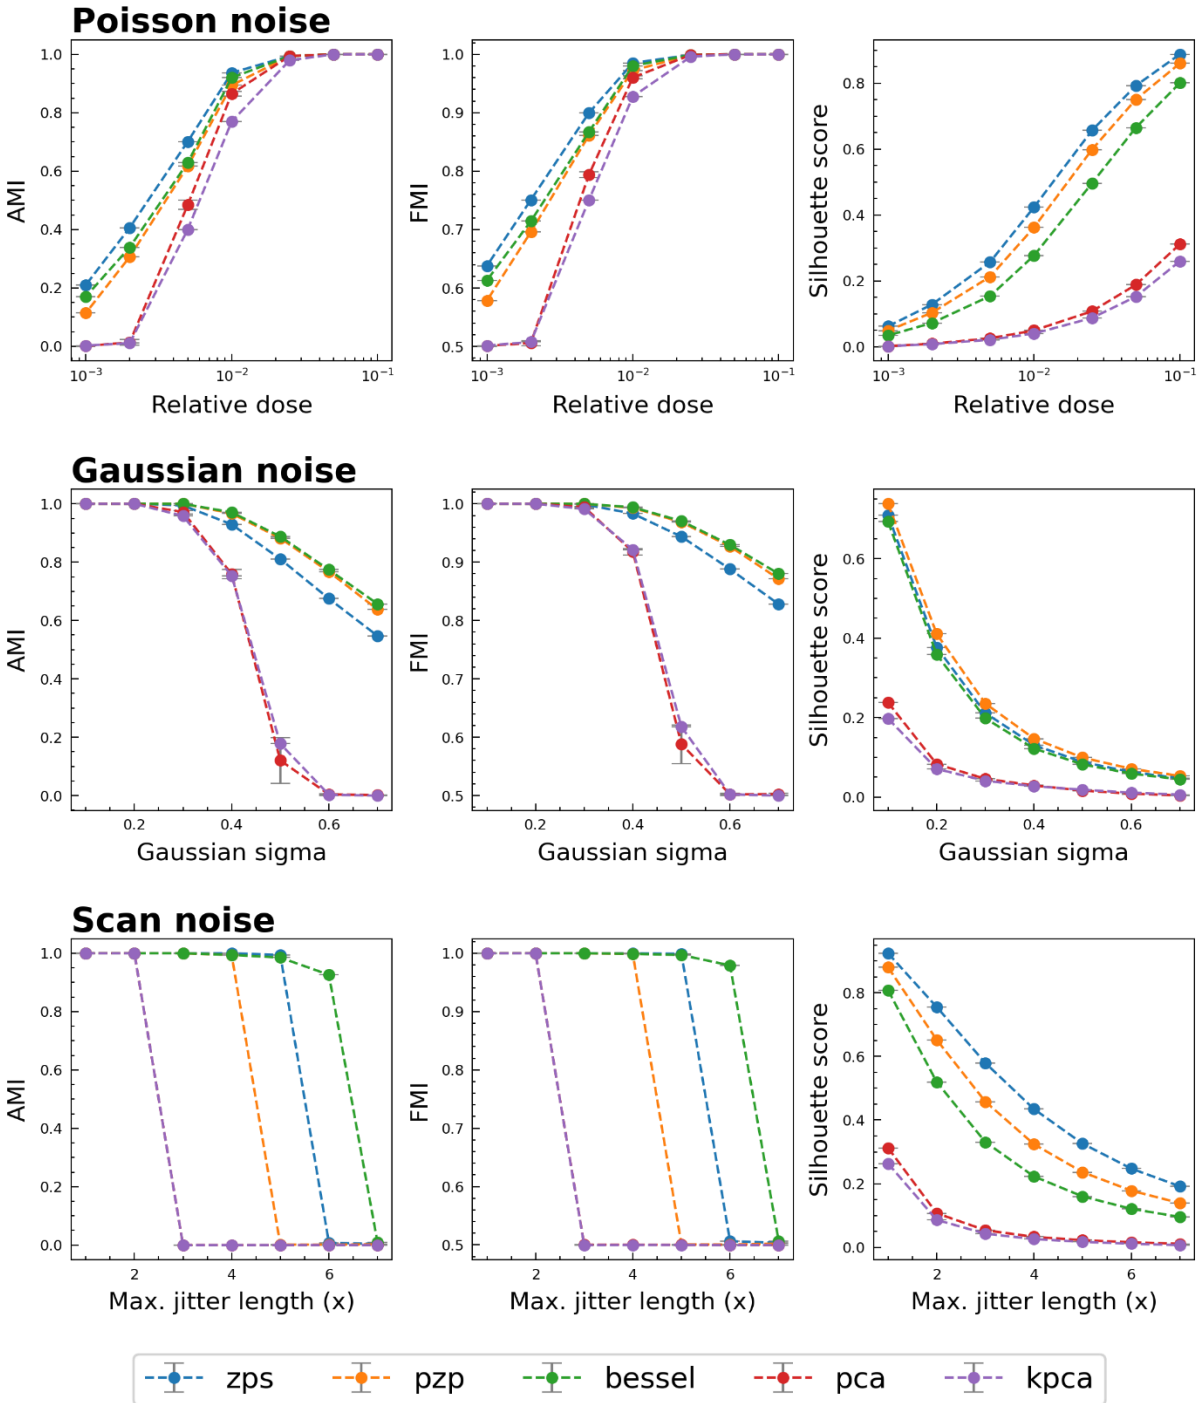 Poisson noise
1.0
0.8
0.6
0.4
0.2
0.0
AMI
10⁻³ 10⁻² 10⁻¹
Relative dose
1.0
0.9
0.8
0.7
0.6
0.5
FMI
10⁻³ 10⁻² 10⁻¹
Relative dose
0.8
0.6
0.4
0.2
0.0
Silhouette score
10⁻³ 10⁻² 10⁻¹
Relative dose
Gaussian noise
1.0
0.8
0.6
0.4
0.2
0.0
AMI
0.2 0.4 0.6
Gaussian sigma
1.0
0.9
0.8
0.7
0.6
0.5
FMI
0.2 0.4 0.6
Gaussian sigma
0.6
0.4
0.2
0.0
Silhouette score
0.2 0.4 0.6
Gaussian sigma
Scan noise
1.0
0.8
0.6
0.4
0.2
0.0
AMI
2 4 6
Max. jitter length (x)
1.0
0.9
0.8
0.7
0.6
0.5
FMI
2 4 6
Max. jitter length (x)
0.8
0.6
0.4
0.2
0.0
Silhouette score
2 4 6
Max. jitter length (x)
zps pzp bessel pca kpca